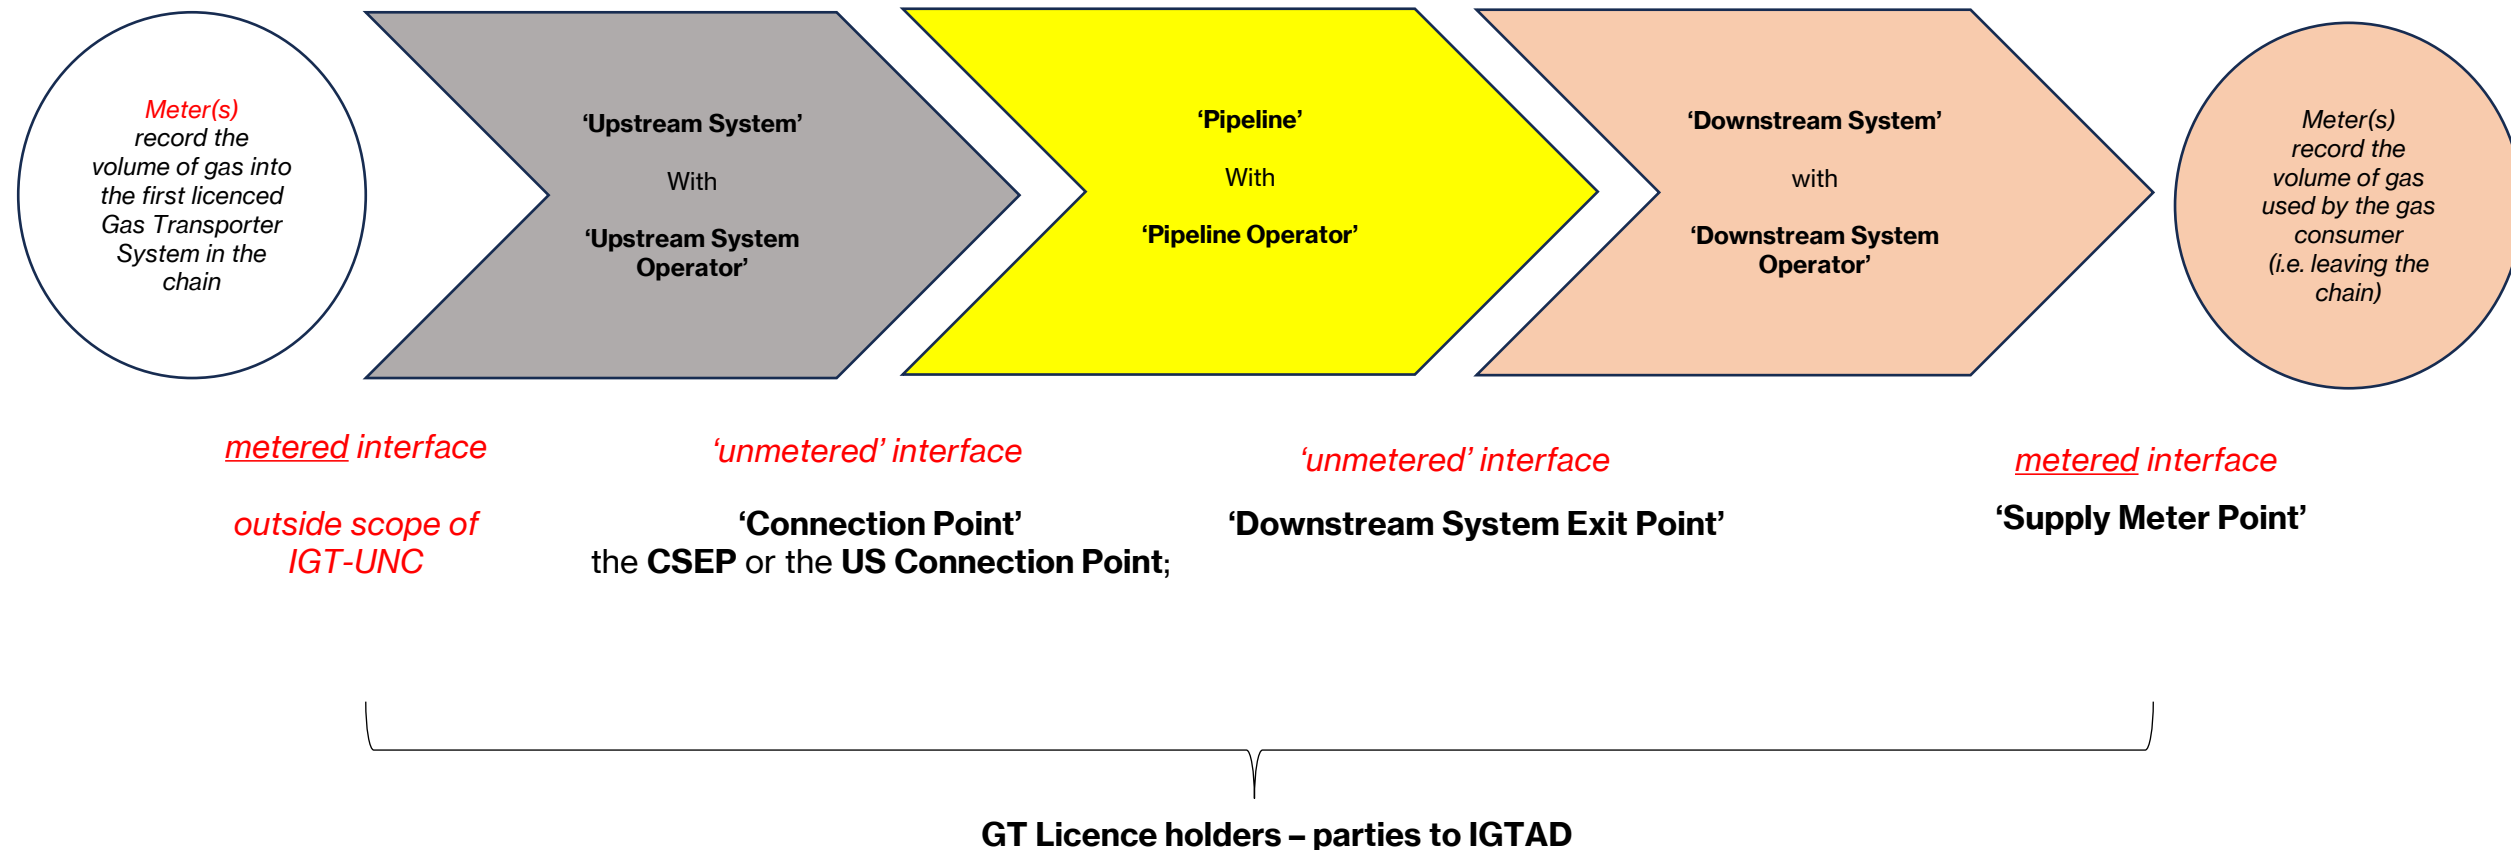 Meter(s)
record the
volume of gas into
the first licenced
Gas Transporter
System in the
chain
‘Upstream System’
With
‘Upstream System
Operator’
‘Pipeline’
With
‘Pipeline Operator’
‘Downstream System’
with
‘Downstream System
Operator’
Meter(s)
record the
volume of gas
used by the gas
consumer
(i.e. leaving the
chain)
metered interface
outside scope of
IGT-UNC
‘unmetered’ interface
‘Connection Point’
the CSEP or the US Connection Point;
‘unmetered’ interface
‘Downstream System Exit Point’
metered interface
‘Supply Meter Point’
GT Licence holders – parties to IGTAD